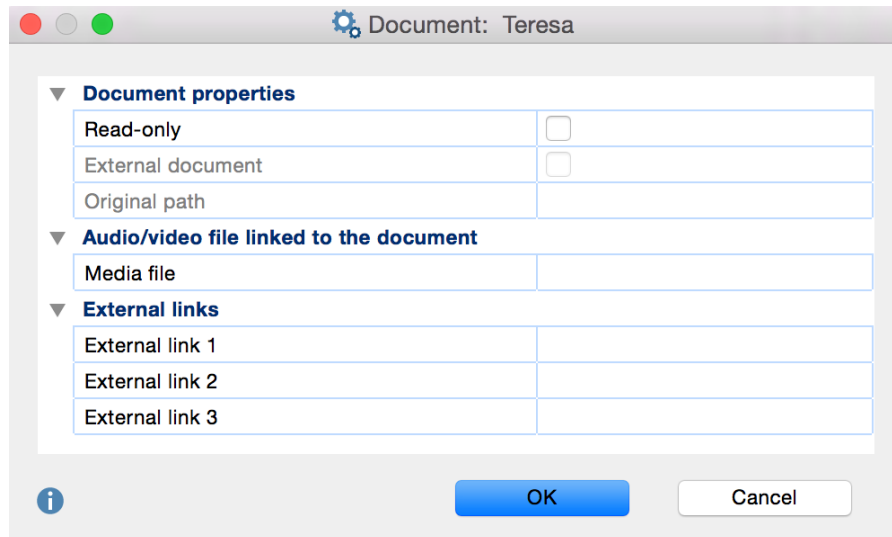 Document: Teresa
Document properties
Read-only
External document
Original path
Audio/video file linked to the document
Media file
External links
External link 1
External link 2
External link 3
OK Cancel